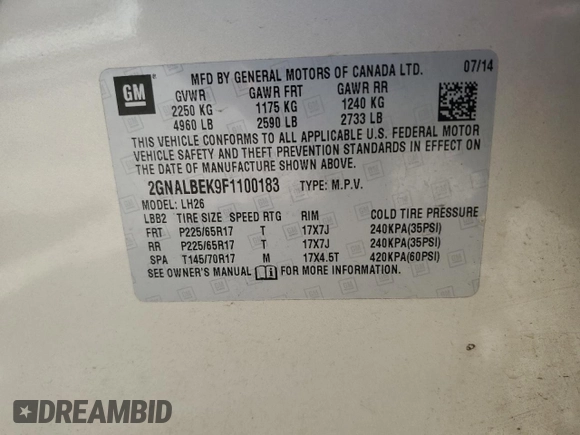 GM
MFD BY GENERAL MOTORS OF CANADA LTD. 07/14
GVWR GAWR FRT GAWR RR
2250 KG 1175 KG 1240 KG
4960 LB 2590 LB 2733 LB
THIS VEHICLE CONFORMS TO ALL APPLICABLE U.S. FEDERAL MOTOR
VEHICLE SAFETY AND THEFT PREVENTION STANDARDS IN EFFECT ON
THE DATE OF MANUFACTURE SHOWN ABOVE.
2GNALBEK9F1100183 TYPE: M.P.V.
MODEL: LH26
LBB2 TIRE SIZE SPEED RTG RIM COLD TIRE PRESSURE
FRT P225/65R17 T 17X7J 240KPA(35PSI)
RR P225/65R17 T 17X7J 240KPA(35PSI)
SPA T145/70R17 M 17X4.5T 420KPA(60PSI)
SEE OWNER'S MANUAL FOR MORE INFORMATION.
DREAMBID